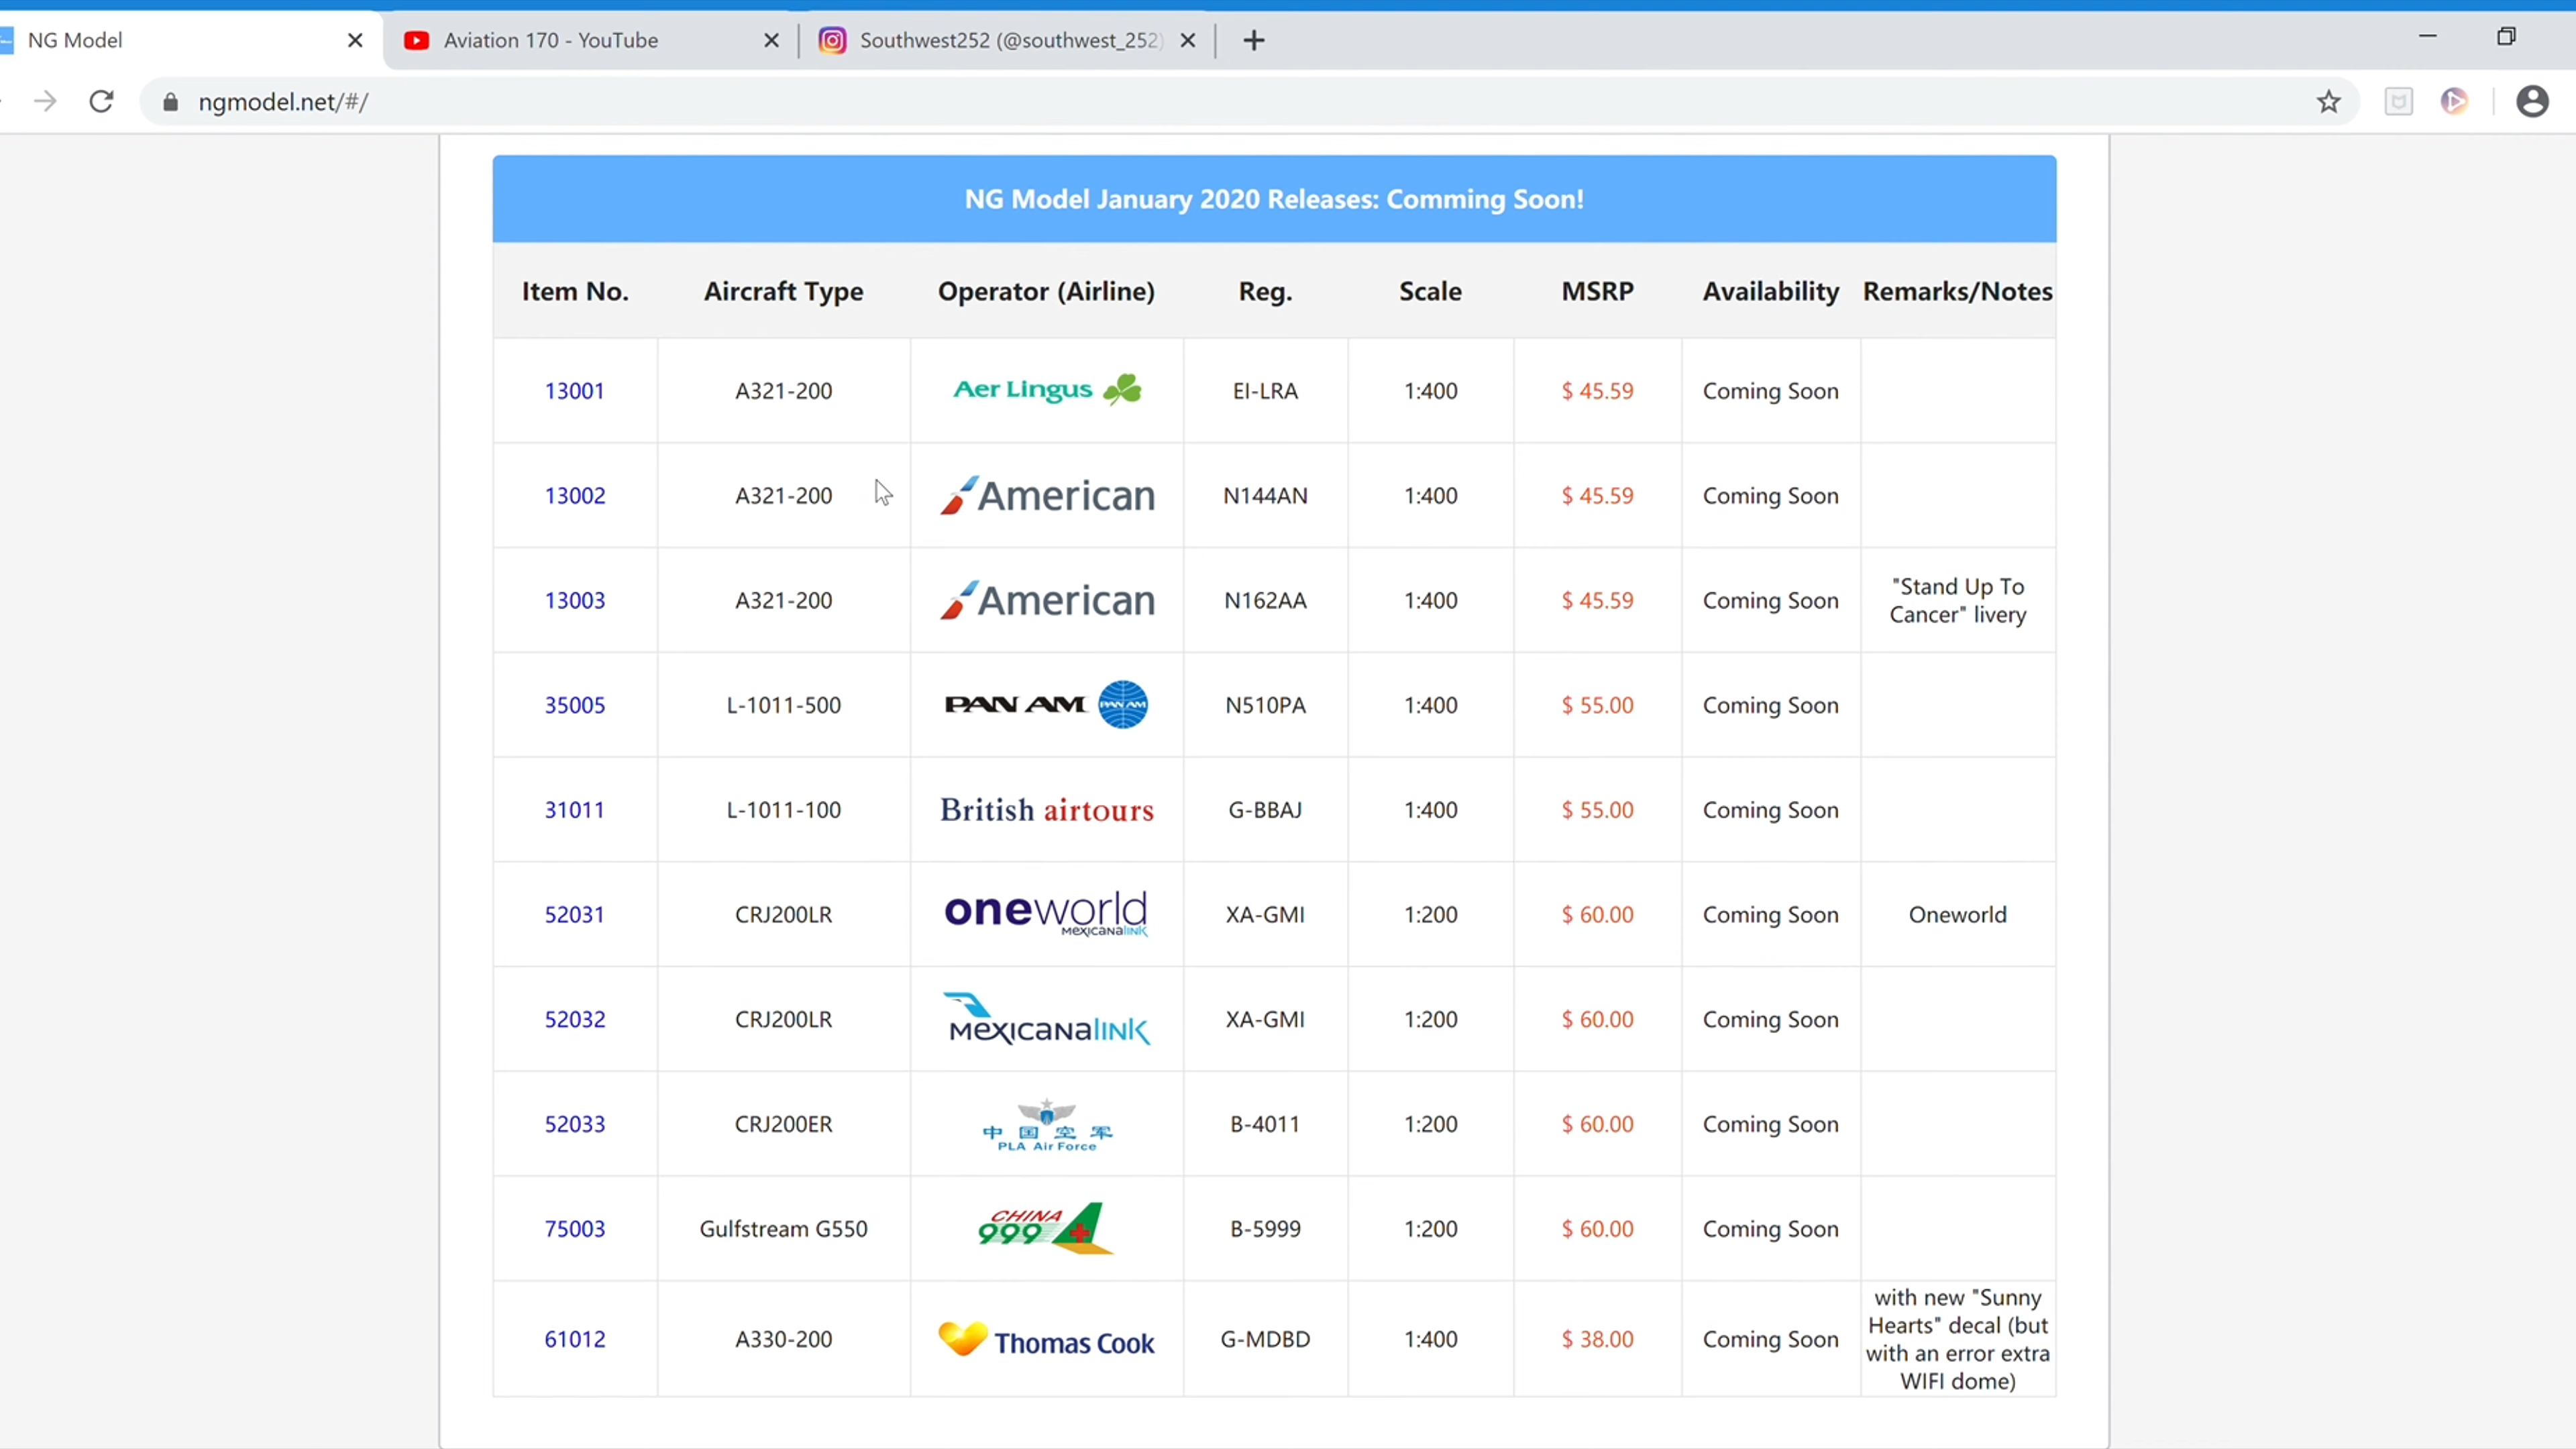 NG Model
Aviation 170 - YouTube
Southwest252 (@southwest_252)
ngmodel.net/#/
NG Model January 2020 Releases: Comming Soon!
Item No. Aircraft Type Operator (Airline) Reg. Scale MSRP Availability Remarks/Notes
13001 A321-200 Aer Lingus EI-LRA 1:400 $ 45.59 Coming Soon
13002 A321-200 American N144AN 1:400 $ 45.59 Coming Soon
13003 A321-200 American N162AA 1:400 $ 45.59 Coming Soon "Stand Up To
Cancer" livery
35005 L-1011-500 PAN AM PAN AM N510PA 1:400 $ 55.00 Coming Soon
31011 L-1011-100 British airtours G-BBAJ 1:400 $ 55.00 Coming Soon
52031 CRJ200LR oneworld XA-GMI 1:200 $ 60.00 Coming Soon Oneworld
mexicanalink
52032 CRJ200LR mexicanalink XA-GMI 1:200 $ 60.00 Coming Soon
52033 CRJ200ER 中国空军 B-4011 1:200 $ 60.00 Coming Soon
PLA Air Force
75003 Gulfstream G550 CHINA 999 B-5999 1:200 $ 60.00 Coming Soon
61012 A330-200 Thomas Cook G-MDBD 1:400 $ 38.00 Coming Soon with new "Sunny
Hearts" decal (but
with an error extra
WIFI dome)